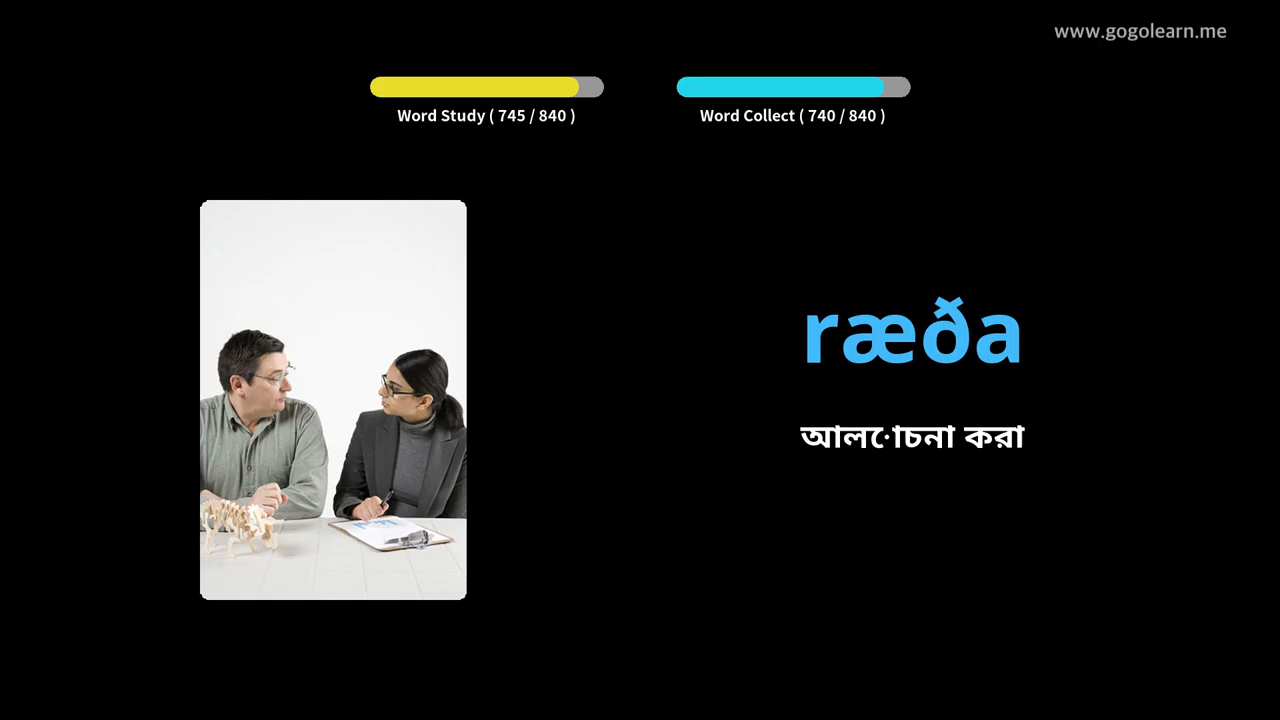 www.gogolearn.me
Word Study ( 745 / 840 )
Word Collect ( 740 / 840 )
ræða
আলোচনা করা